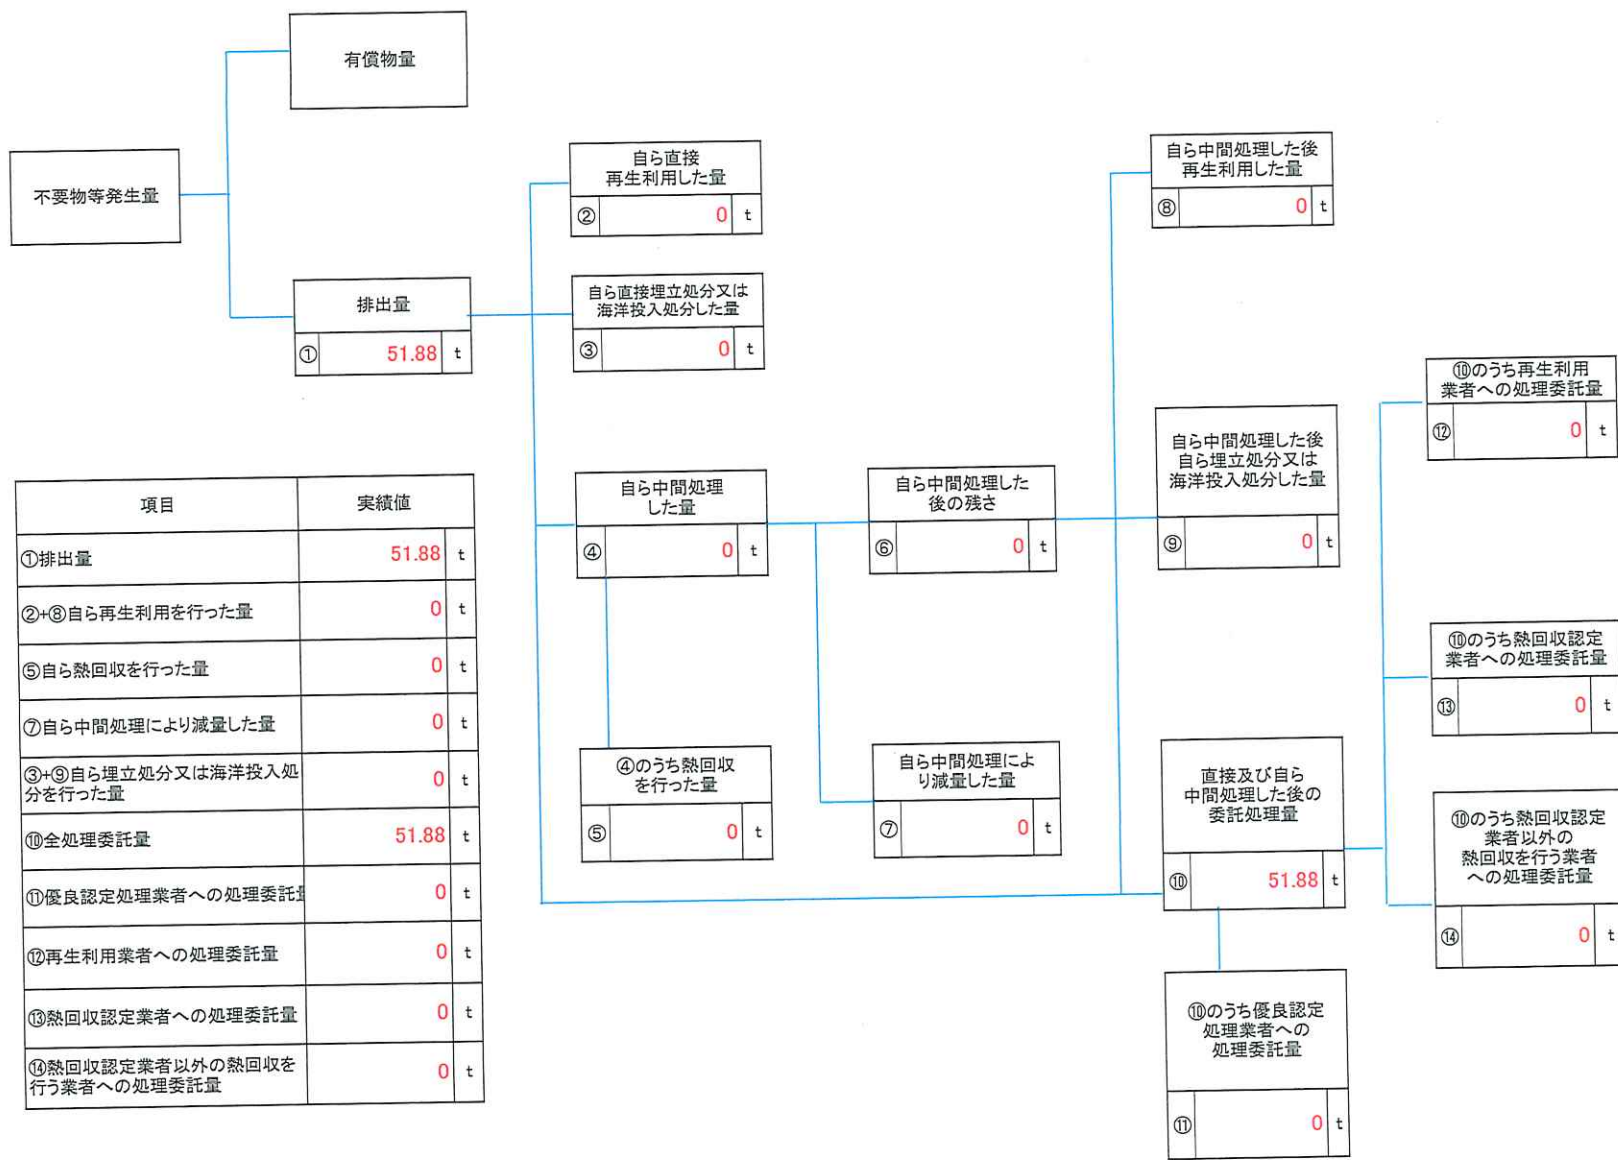 有償物量
不要物等発生量
排出量
① 51.88 t
自ら直接
再生利用した量
② 0 t
自ら直接埋立処分又は
海洋投入処分した量
③ 0 t
自ら中間処理
した量
④ 0 t
④のうち熱回収
を行った量
⑤ 0 t
自ら中間処理した
後の残さ
⑥ 0 t
自ら中間処理によ
り減量した量
⑦ 0 t
自ら中間処理した後
再生利用した量
⑧ 0 t
自ら中間処理した後
自ら埋立処分又は
海洋投入処分した量
⑨ 0 t
直接及び自ら
中間処理した後の
委託処理量
⑩ 51.88 t
⑩のうち優良認定
処理業者への
処理委託量
⑪ 0 t
⑩のうち再生利用
業者への処理委託量
⑫ 0 t
⑩のうち熱回収認定
業者への処理委託量
⑬ 0 t
⑩のうち熱回収認定
業者以外の
熱回収を行う業者
への処理委託量
⑭ 0 t
項目 実績値
①排出量 51.88 t
②+⑧自ら再生利用を行った量 0 t
⑤自ら熱回収を行った量 0 t
⑦自ら中間処理により減量した量 0 t
③+⑨自ら埋立処分又は海洋投入処
分を行った量 0 t
⑩全処理委託量 51.88 t
⑪優良認定処理業者への処理委託量 0 t
⑫再生利用業者への処理委託量 0 t
⑬熱回収認定業者への処理委託量 0 t
⑭熱回収認定業者以外の熱回収を
行う業者への処理委託量 0 t